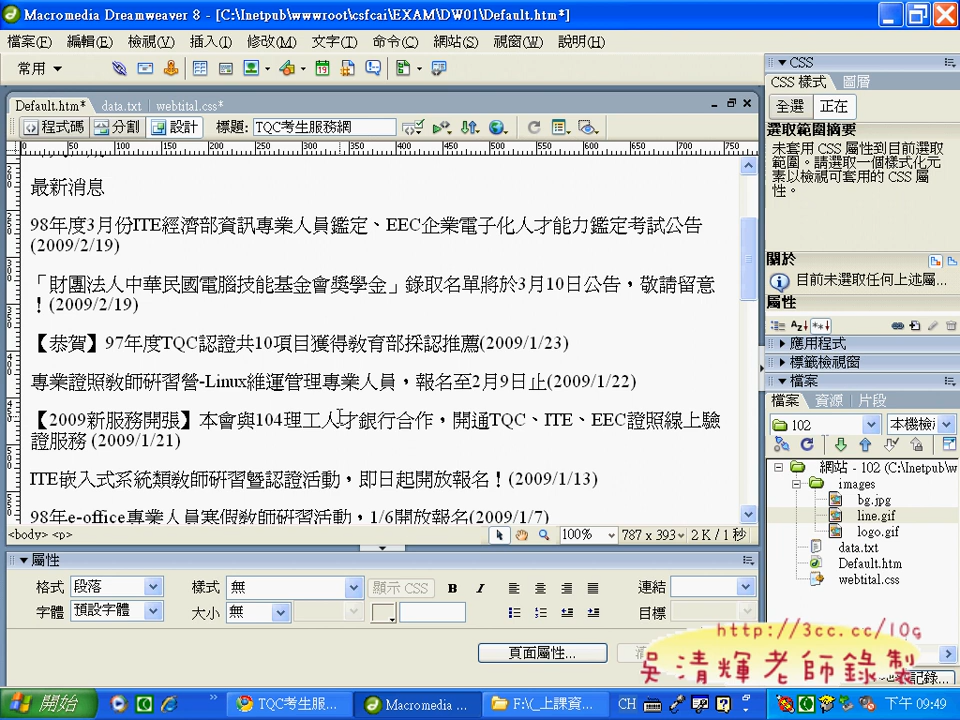 Macromedia Dreamweaver 8 - [C:\Inetpub\wwwroot\csfcai\EXAM\DW01\Default.htm*]
檔案(F) 編輯(E) 檢視(V) 插入(I) 修改(M) 文字(T) 命令(C) 網站(S) 視窗(W) 說明(H)
常用
Default.htm* data.txt webtital.css*
程式碼 分割 設計 標題: TQC考生服務網
0 50 100 150 200 250 300 350 400 450 500 550 600 650 700 750
最新消息
98年度3月份ITE經濟部資訊專業人員鑑定、EEC企業電子化人才能力鑑定考試公告
(2009/2/19)
「財團法人中華民國電腦技能基金會獎學金」錄取名單將於3月10日公告，敬請留意
！(2009/2/19)
【恭賀】97年度TQC認證共10項目獲得教育部採認推薦(2009/1/23)
專業證照教師研習營-Linux維運管理專業人員，報名至2月9日止(2009/1/22)
【2009新服務開張】本會與104理工人才銀行合作，開通TQC、ITE、EEC證照線上驗
證服務 (2009/1/21)
ITE嵌入式系統類教師研習暨認證活動，即日起開放報名！(2009/1/13)
98年e-office專業人員寒假教師研習活動，1/6開放報名(2009/1/7)
<body> <p> 100% 787 x 393 2 K / 1 秒
屬性
格式 段落 樣式 無 顯示 CSS B I 連結
字體 預設字體 大小 無 目標
頁面屬性...
CSS
CSS 樣式 圖層
全選 正在
選取範圍摘要
未套用 CSS 屬性到目前選取
範圍。請選取一個樣式化元
素以檢視可套用的 CSS 屬
性。
關於
目前未選取任何上述屬...
屬性
應用程式
標籤檢視窗
檔案
檔案 資源 片段
102 本機檢
網站 - 102 (C:\Inetpub\w
images
bg.jpg
line.gif
logo.gif
data.txt
Default.htm
webtital.css
記錄...
http://3cc.cc/10g
吳清輝老師錄製
開始 TQC考生服... Macromedia ... F:\(_上課資... CH 下午 09:49